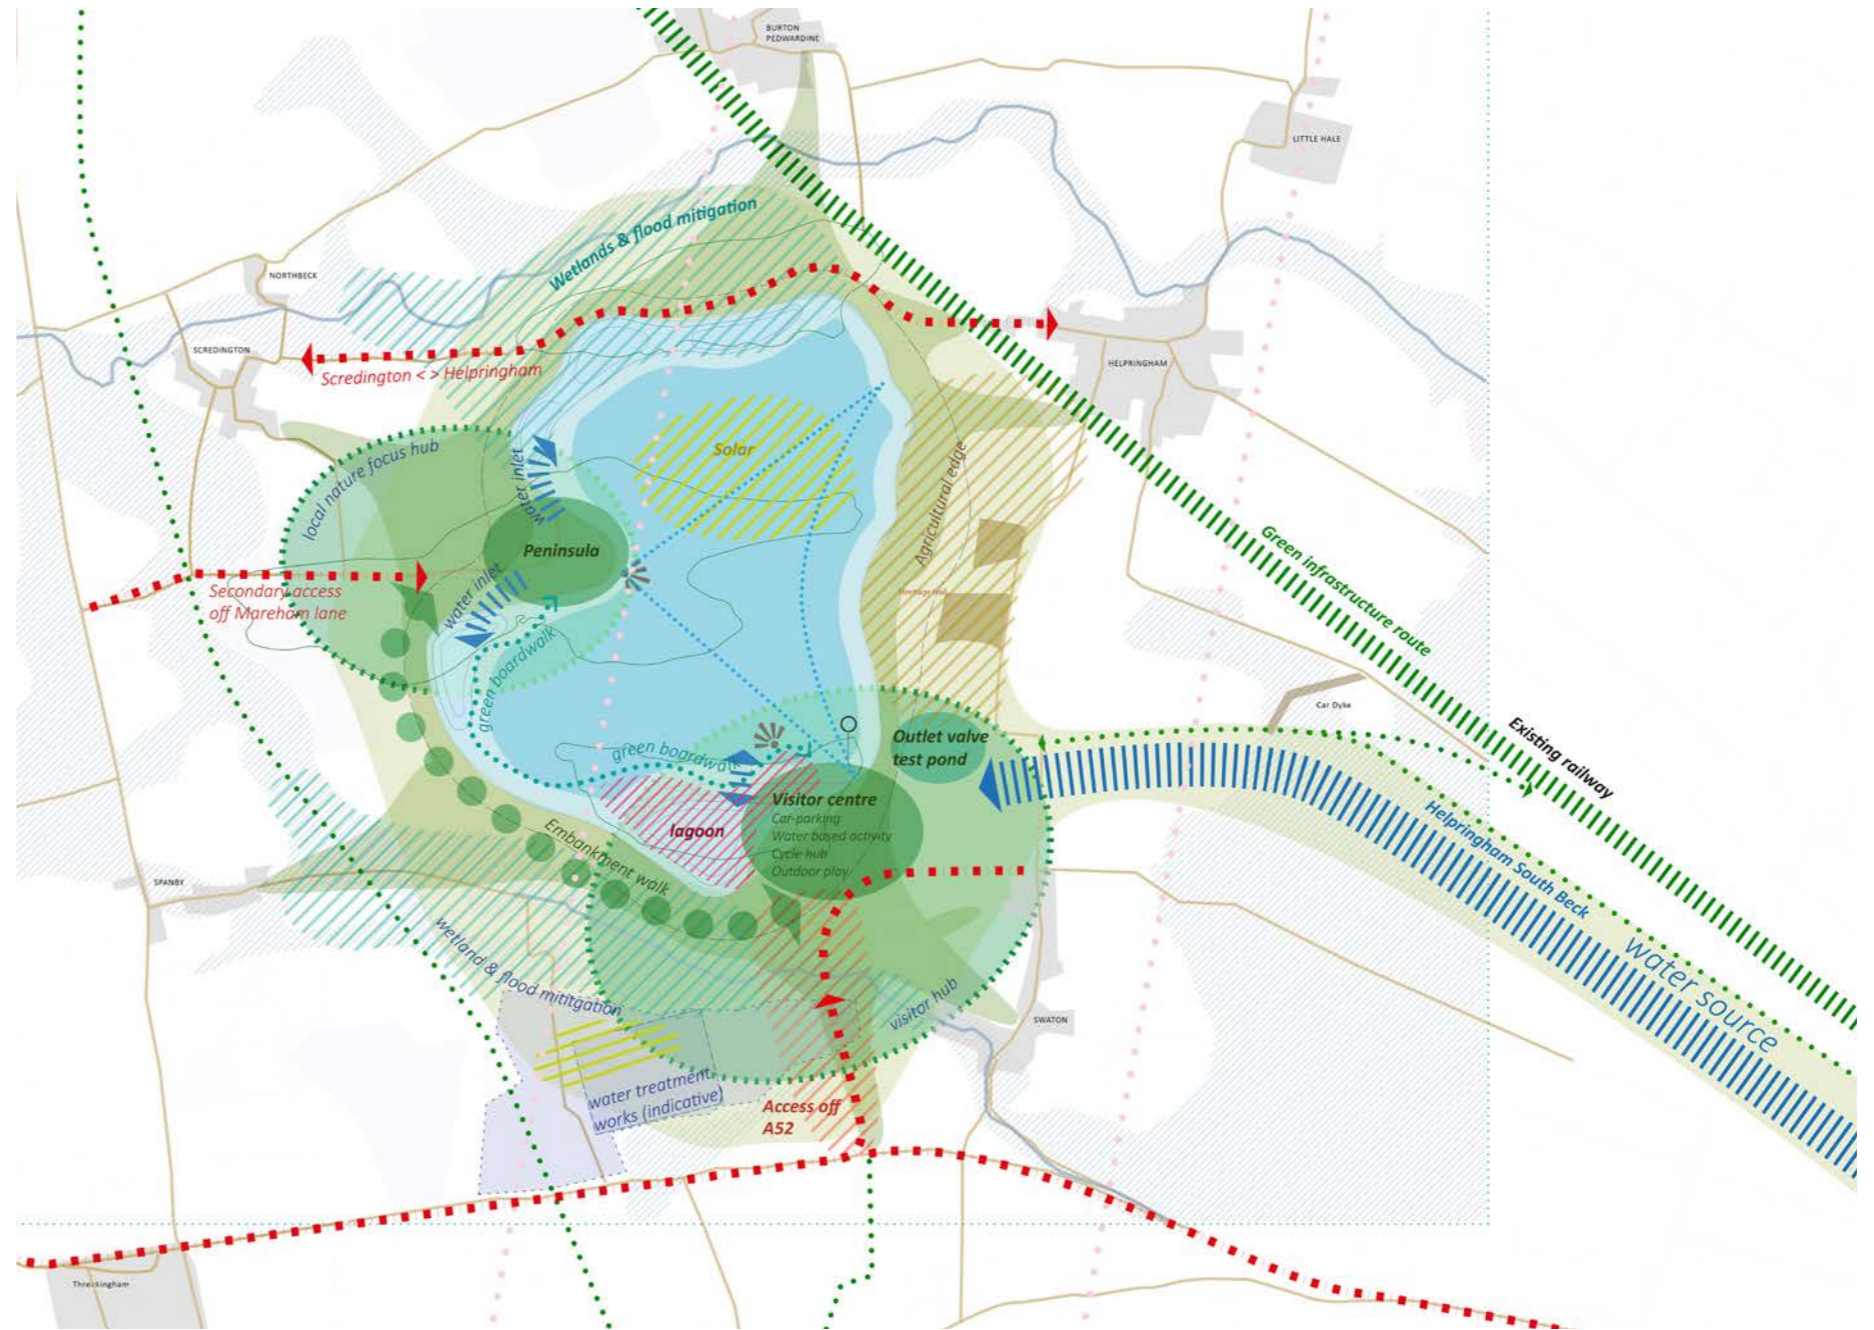 BURTON
PEDWARDINE
LITTLE HALE
Wetlands & flood mitigation
NORTHBECK
SCREDINGTON
Scredington < > Helpringham
HELPRINGHAM
local nature focus hub
water inlet
Solar
Agricultural edge
Peninsula
Green infrastructure route
water inlet
Secondary access
off Mareham lane
green boardwalk
Car Dyke
Existing railway
green boardwalk
Outlet valve
test pond
Visitor centre
Car-parking
Water based activity
Cycle hub
Outdoor play
lagoon
Embankment walk
Helpringham South Beck
water source
SPANBY
wetland & flood mititgation
visitor hub
SWATON
water treatment
works (indicative)
Access off
A52
Threckingham